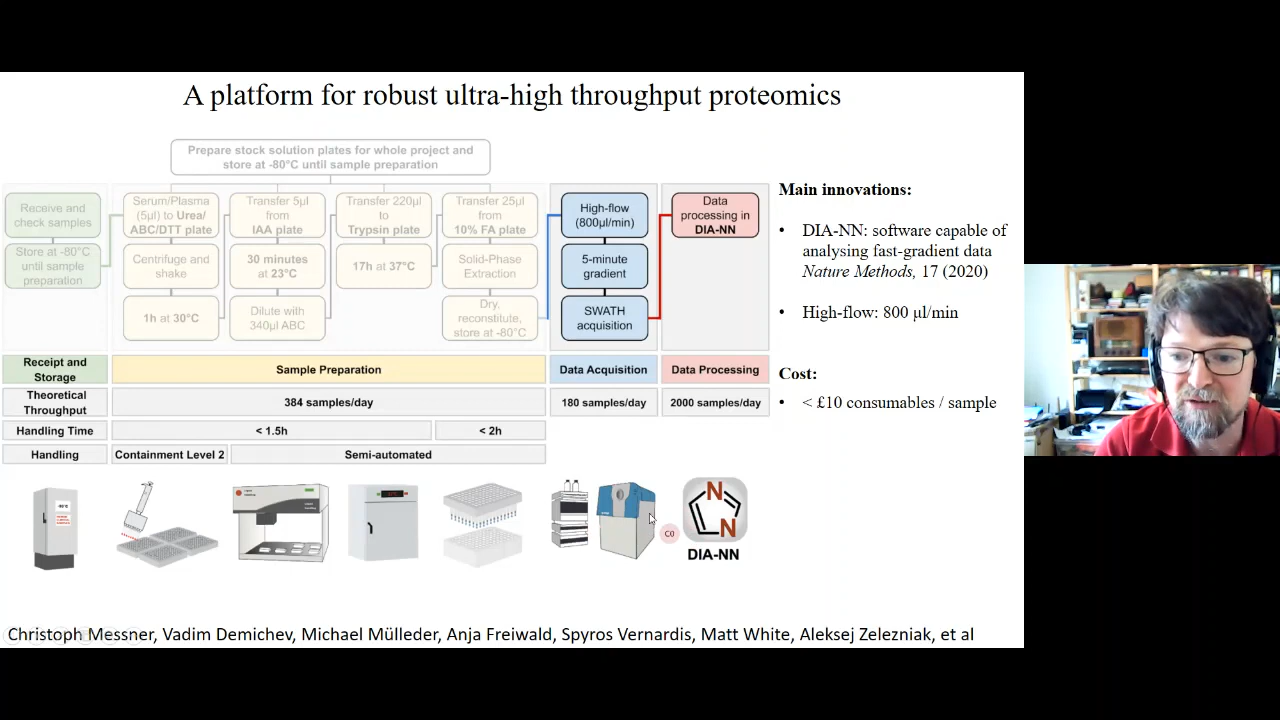 A platform for robust ultra-high throughput proteomics
Prepare stock solution plates for whole project and
store at -80°C until sample preparation
Receive and
check samples
Store at -80°C
until sample
preparation
Serum/Plasma
(5µl) to Urea/
ABC/DTT plate
Centrifuge and
shake
1h at 30°C
Transfer 5µl
from
IAA plate
30 minutes
at 23°C
Dilute with
340µl ABC
Transfer 220µl
to
Trypsin plate
17h at 37°C
Transfer 25µl
from
10% FA plate
Solid-Phase
Extraction
Dry,
reconstitute,
store at -80°C
High-flow
(800µl/min)
5-minute
gradient
SWATH
acquisition
Data
processing in
DIA-NN
Receipt and
Storage
Sample Preparation
Data Acquisition
Data Processing
Theoretical
Throughput
384 samples/day
180 samples/day
2000 samples/day
Handling Time
< 1.5h
< 2h
Handling
Containment Level 2
Semi-automated
Main innovations:
• DIA-NN: software capable of
analysing fast-gradient data
Nature Methods, 17 (2020)
• High-flow: 800 µl/min
Cost:
• < £10 consumables / sample
C0
N
N
DIA-NN
Christoph Messner, Vadim Demichev, Michael Mülleder, Anja Freiwald, Spyros Vernardis, Matt White, Aleksej Zelezniak, et al